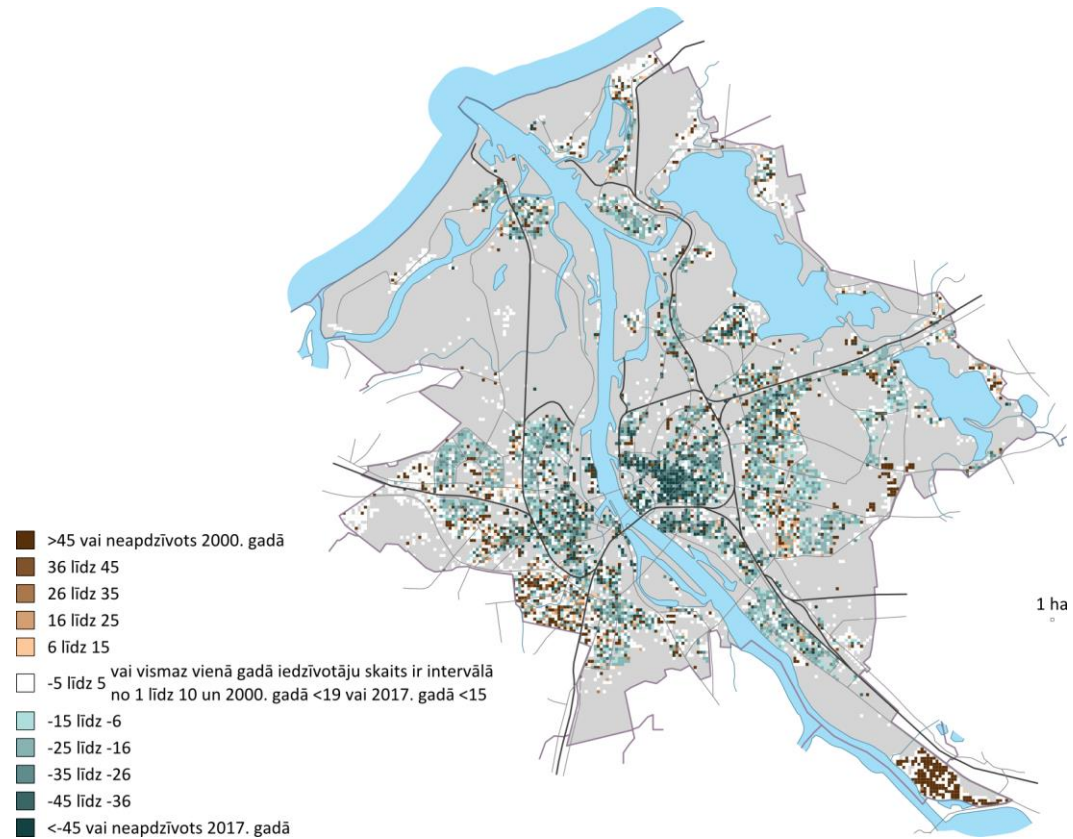 >45 vai neapdzīvots 2000. gadā
36 līdz 45
26 līdz 35
16 līdz 25
6 līdz 15
-5 līdz 5 vai vismaz vienā gadā iedzīvotāju skaits ir intervālā
no 1 līdz 10 un 2000. gadā <19 vai 2017. gadā <15
-15 līdz -6
-25 līdz -16
-35 līdz -26
-45 līdz -36
<-45 vai neapdzīvots 2017. gadā
1 ha